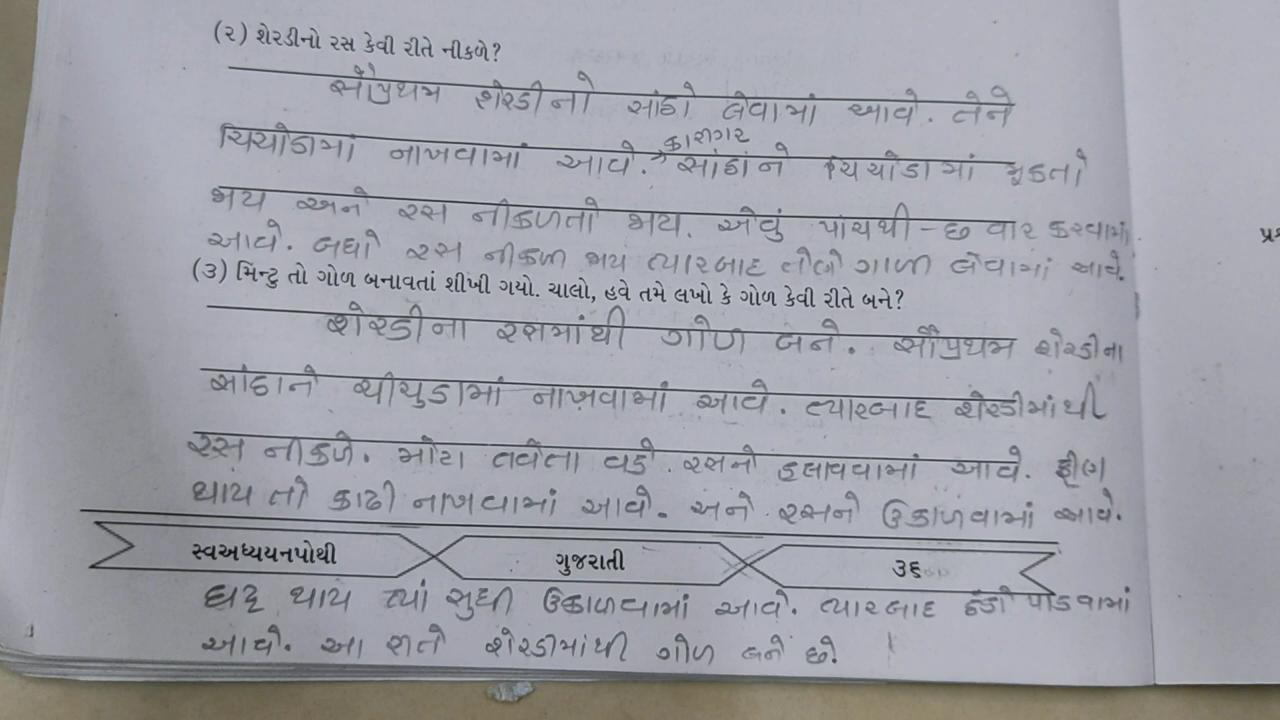 (૨) શેરડીનો રસ કેવી રીતે નીકળે?
સૌપ્રથમ શેરડીનો સાંઠો લેવામાં આવે. તેને
ચિચોડામાં નાખવામાં આવે. કારીગર સાંઠાને ચિચોડામાં મૂકતો
જાય અને રસ નીકળતો જાય. એવું પાંચથી-છ વાર કરવામાં
આવે. બધો રસ નીકળી જાય ત્યારબાદ તેને ગાળી લેવામાં આવે.
(૩) મિન્ટુ તો ગોળ બનાવતાં શીખી ગયો. ચાલો, હવે તમે લખો કે ગોળ કેવી રીતે બને?
શેરડીના રસમાંથી ગોળ બને. સૌપ્રથમ શેરડીના
સાંઠાને ચીચુડામાં નાખવામાં આવે. ત્યારબાદ શેરડીમાંથી
રસ નીકળે. મોટા તવેતા વડે રસને હલાવવામાં આવે. ફીણ
થાય તો કાઢી નાખવામાં આવે. અને રસને ઉકાળવામાં આવે.
સ્વઅધ્યયનપોથી
ગુજરાતી
૩૬
ઘટ્ટ થાય ત્યાં સુધી ઉકાળવામાં આવે. ત્યારબાદ ઠંડો પાડવામાં
આવે. આ રીતે શેરડીમાંથી ગોળ બને છે.